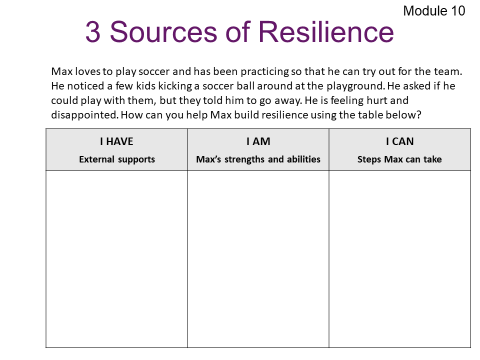 Module 10
3 Sources of Resilience
Max loves to play soccer and has been practicing so that he can try out for the team.
He noticed a few kids kicking a soccer ball around at the playground. He asked if he
could play with them, but they told him to go away. He is feeling hurt and
disappointed. How can you help Max build resilience using the table below?
I HAVE
External supports
I AM
Max's strengths and abilities
I CAN
Steps Max can take